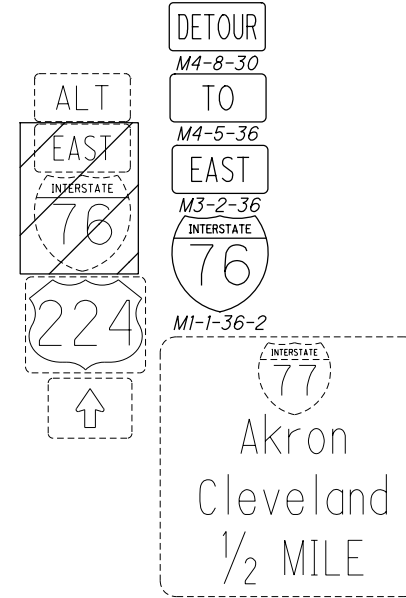 ALT
EAST
INTERSTATE
76
224
DETOUR
M4-8-30
TO
M4-5-36
EAST
M3-2-36
INTERSTATE
76
M1-1-36-2
INTERSTATE
77
Akron
Cleveland
1/2 MILE